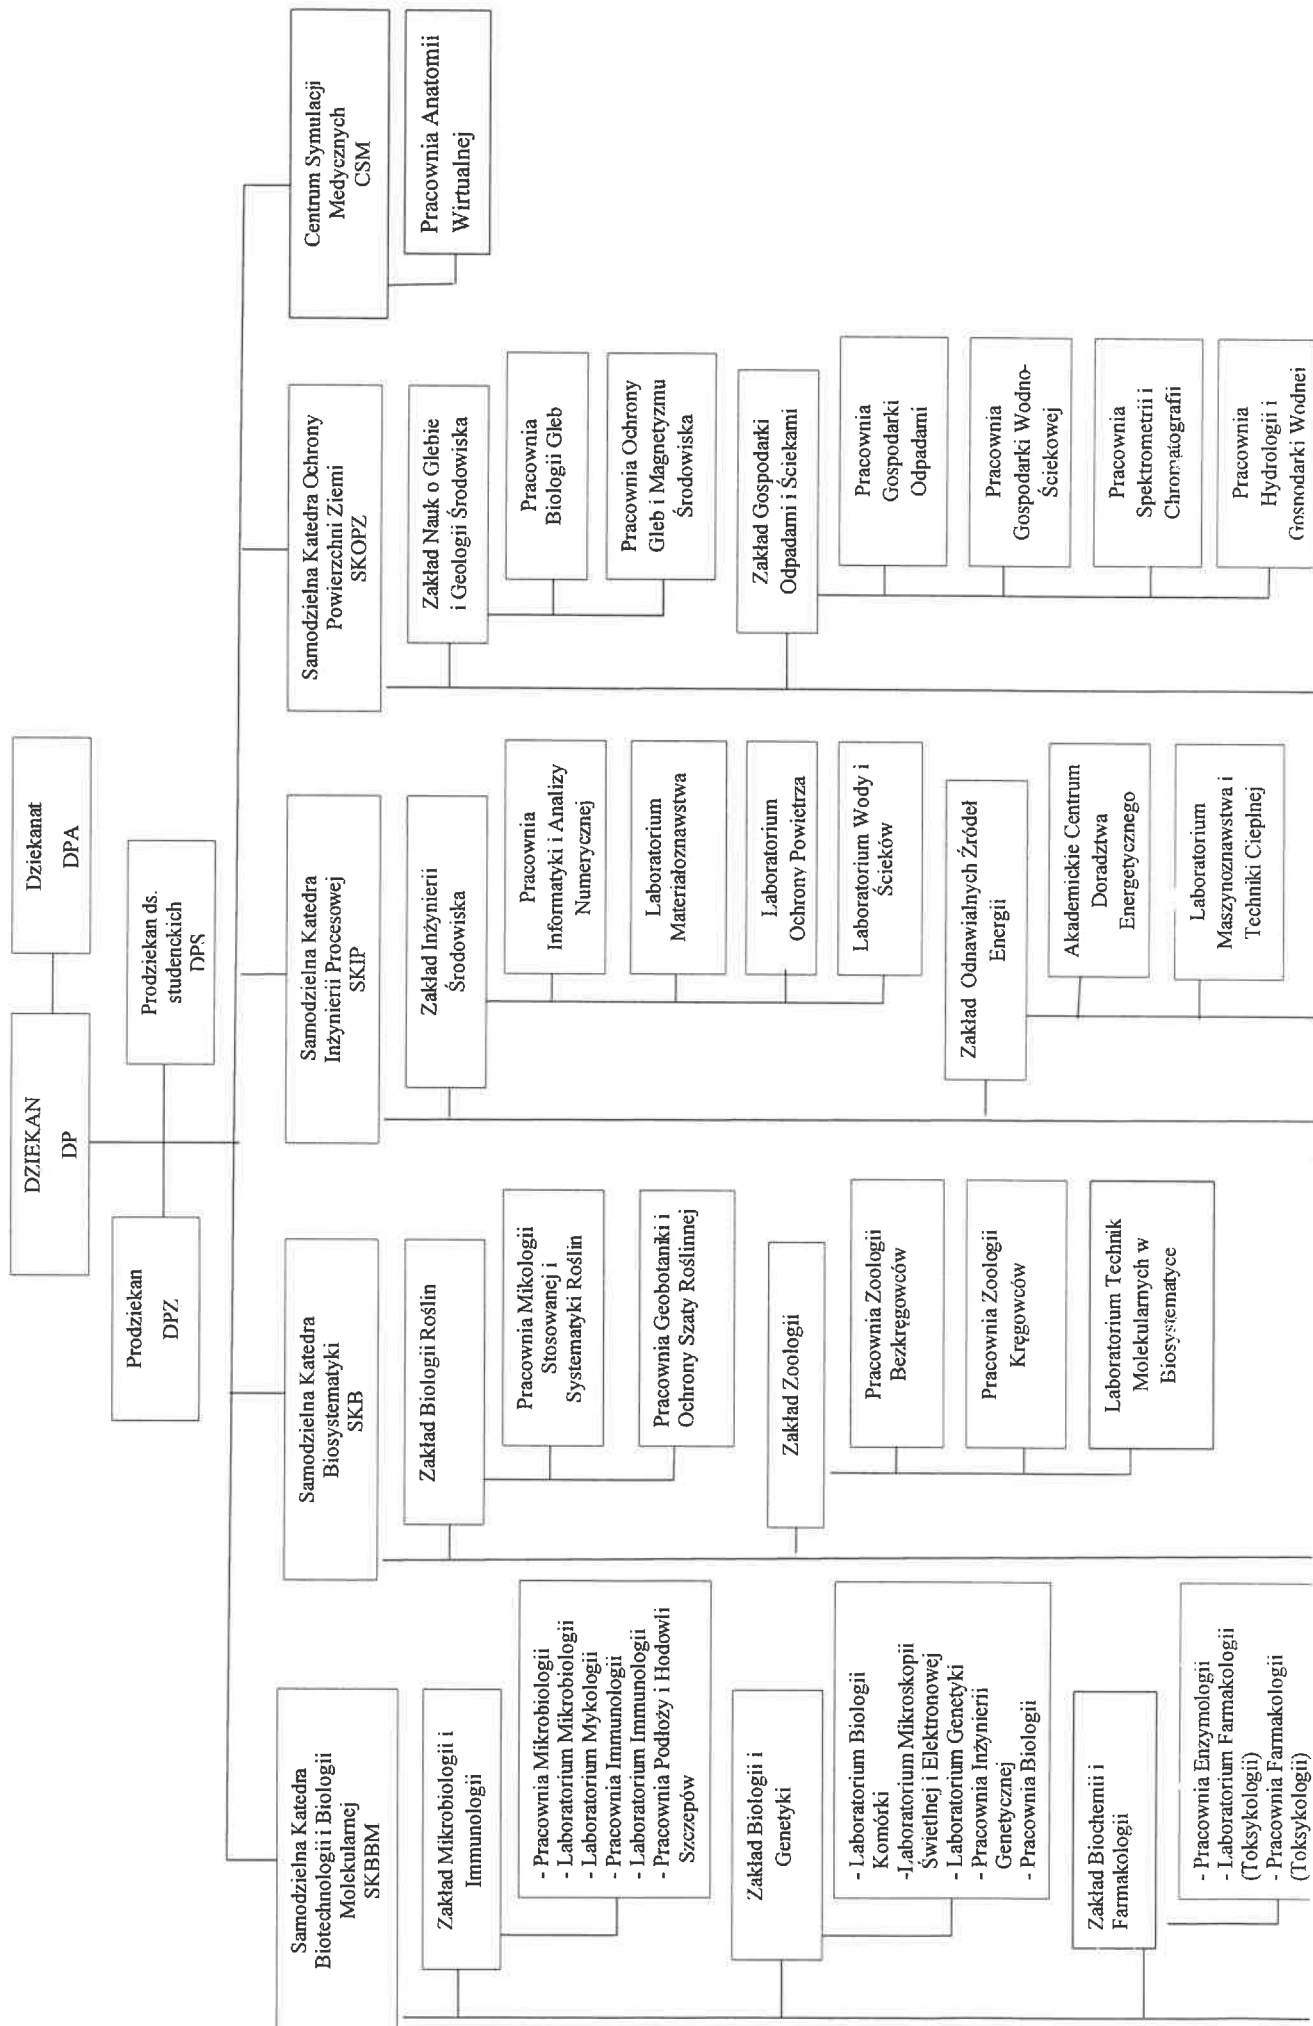 DZIEKAN
DP
Dziekanat
DPA
Prodziekan
DPZ
Prodziekan ds.
studenckich
DPS
Samodzielna Katedra
Biotechnologii i Biologii
Molekularnej
SKBBM
Zakład Mikrobiologii i
Immunologii
- Pracownia Mikrobiologii
- Laboratorium Mikrobiologii
- Laboratorium Mykologii
- Pracownia Immunologii
- Laboratorium Immunologii
- Pracownia Podłoży i Hodowli
Szczepów
Zakład Biologii i
Genetyki
- Laboratorium Biologii
Komórki
-Laboratorium Mikroskopii
Świetlnej i Elektronowej
- Laboratorium Genetyki
- Pracownia Inżynierii
Genetycznej
- Pracownia Biologii
Zakład Biochemii i
Farmakologii
- Pracownia Enzymologii
- Laboratorium Farmakologii
(Toksykologii)
- Pracownia Farmakologii
(Toksykologii)
Samodzielna Katedra
Biosystematyki
SKB
Zakład Biologii Roślin
Pracownia Mikologii
Stosowanej i
Systematyki Roślin
Pracownia Geobotaniki i
Ochrony Szaty Roślinnej
Zakład Zoologii
Pracownia Zoologii
Bezkręgowców
Pracownia Zoologii
Kręgowców
Laboratorium Technik
Molekularnych w
Biosystematyce
Samodzielna Katedra
Inżynierii Procesowej
SKIP
Zakład Inżynierii
Środowiska
Pracownia
Informatyki i Analizy
Numerycznej
Laboratorium
Materiałoznawstwa
Laboratorium
Ochrony Powietrza
Laboratorium Wody i
Ścieków
Zakład Odnawialnych Źródeł
Energii
Akademickie Centrum
Doradztwa
Energetycznego
Laboratorium
Maszynoznawstwa i
Techniki Cieplnej
Samodzielna Katedra Ochrony
Powierzchni Ziemi
SKOPZ
Zakład Nauk o Glebie
i Geologii Środowiska
Pracownia
Biologii Gleb
Pracownia Ochrony
Gleb i Magnetyzmu
Środowiska
Zakład Gospodarki
Odpadami i Ściekami
Pracownia
Gospodarki
Odpadami
Pracownia
Gospodarki Wodno-
Ściekowej
Pracownia
Spektrometrii i
Chromatografii
Pracownia
Hydrologii i
Gospodarki Wodnej
Centrum Symulacji
Medycznych
CSM
Pracownia Anatomii
Wirtualnej